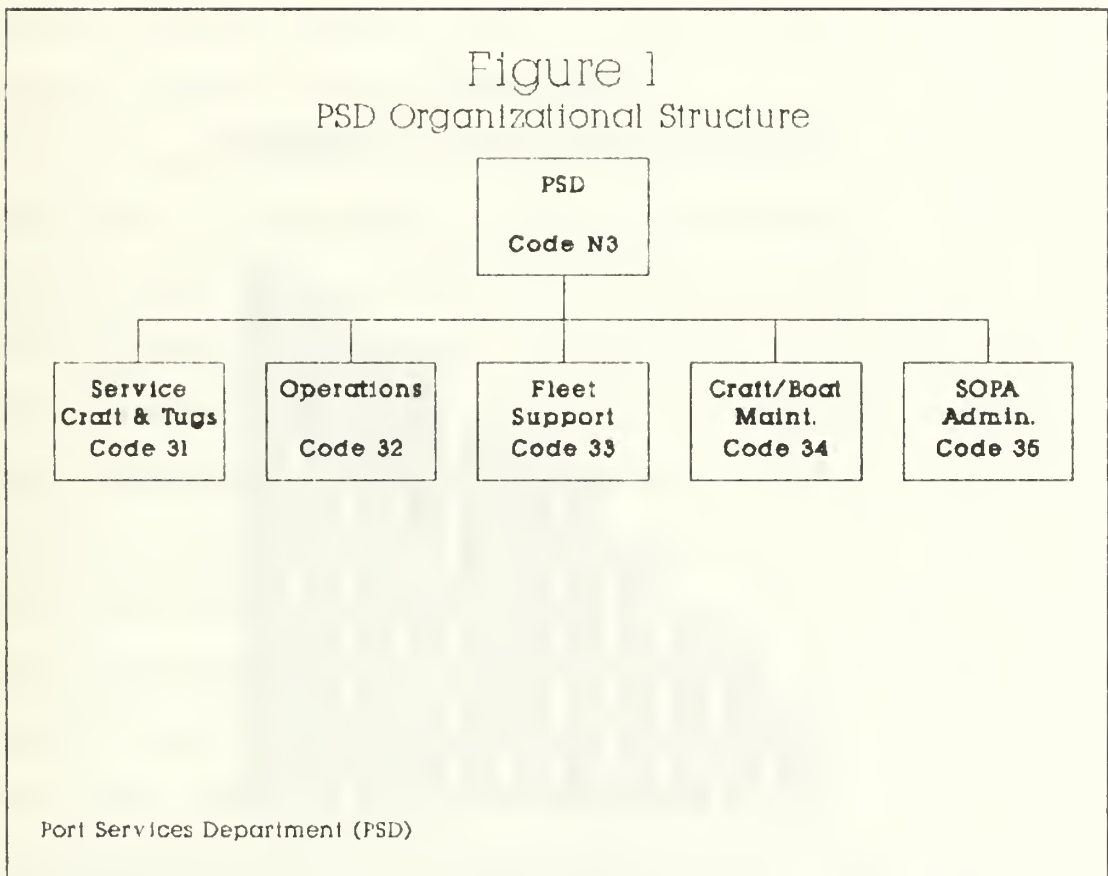 Figure 1
PSD Organizational Structure
PSD
Code N3
Service
Craft & Tugs
Code 31
Operations
Code 32
Fleet
Support
Code 33
Craft/Boat
Maint.
Code 34
SOPA
Admin.
Code 35
Port Services Department (PSD)